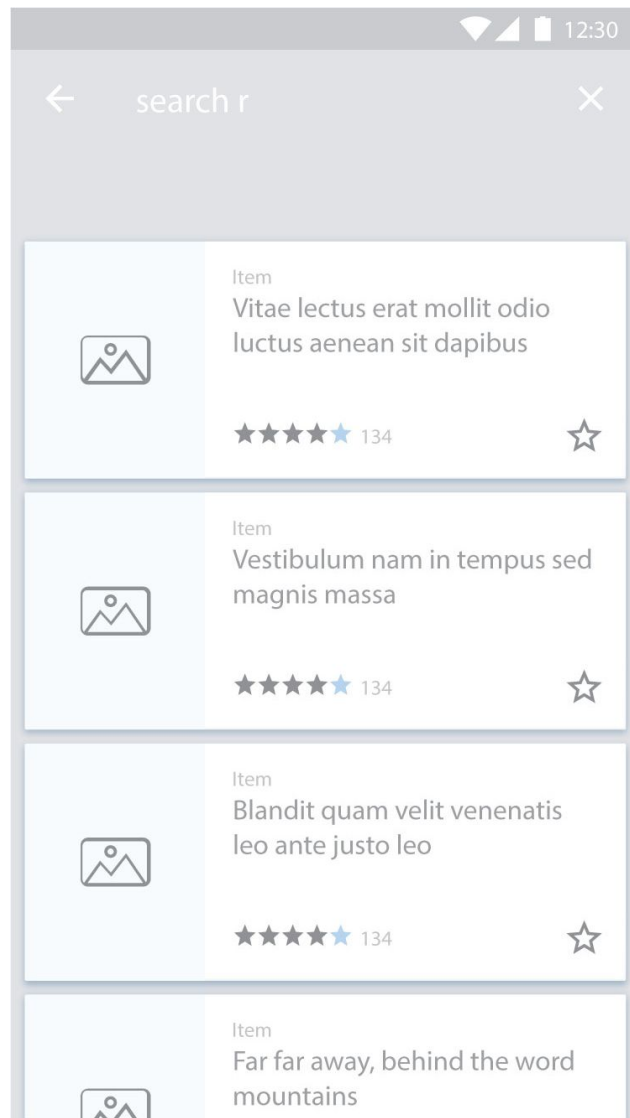 12:30
search r
Item
Vitae lectus erat mollit odio
luctus aenean sit dapibus
134
Item
Vestibulum nam in tempus sed
magnis massa
134
Item
Blandit quam velit venenatis
leo ante justo leo
134
Item
Far far away, behind the word
mountains